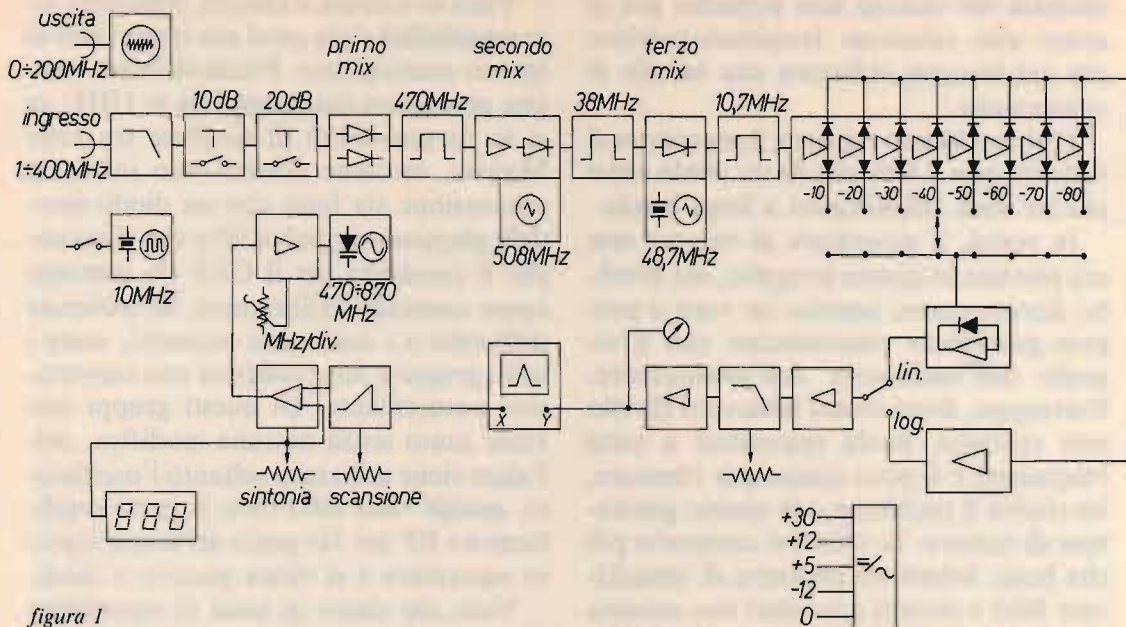 uscita
0÷200MHz
ingresso
1÷400MHz
10dB
20dB
primo
mix
470MHz
secondo
mix
38MHz
terzo
mix
10,7MHz
-10
-20
-30
-40
-50
-60
-70
-80
10MHz
MHz/div.
470÷870
MHz
508MHz
48,7MHz
X
Y
lin.
log.
sintonia
scansione
+30
+12
+5
-12
0
=/~
figura 1